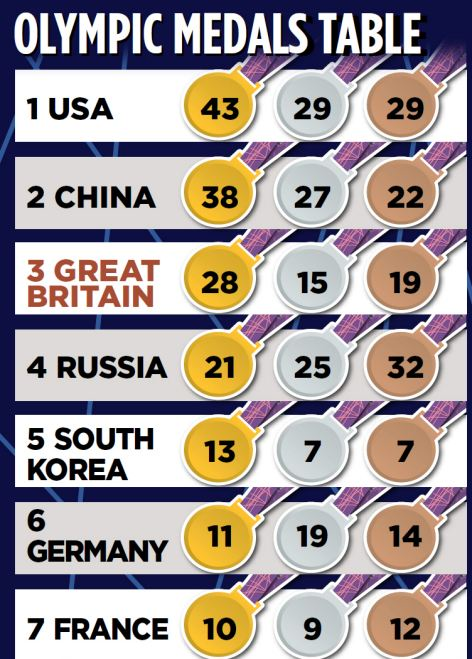 OLYMPIC MEDALS TABLE
1 USA 43 29 29
2 CHINA 38 27 22
3 GREAT
BRITAIN 28 15 19
4 RUSSIA 21 25 32
5 SOUTH
KOREA 13 7 7
6
GERMANY 11 19 14
7 FRANCE 10 9 12